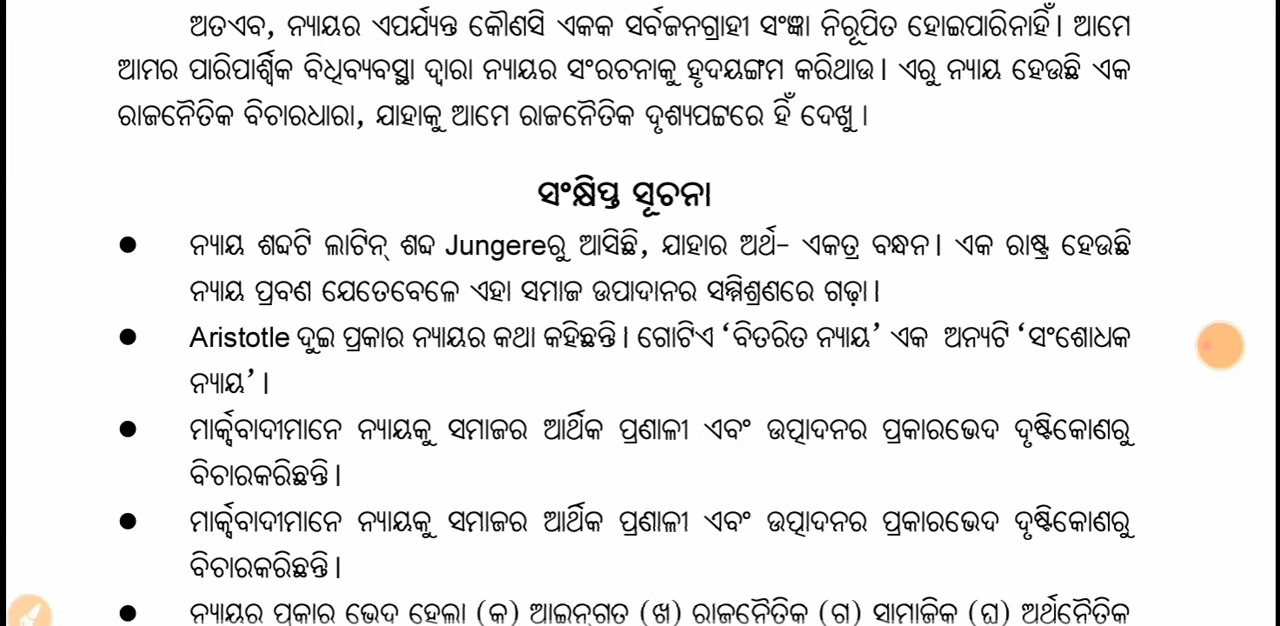 ଅତଏବ, ନ୍ୟାୟର ଏପର୍ଯ୍ୟନ୍ତ କୌଣସି ଏକକ ସର୍ବଜନଗ୍ରାହୀ ସଂଜ୍ଞା ନିରୂପିତ ହୋଇପାରିନାହିଁ। ଆମେ
ଆମର ପାରିପାର୍ଶ୍ୱିକ ବିଧିବ୍ୟବସ୍ଥା ଦ୍ୱାରା ନ୍ୟାୟର ସଂରଚନାକୁ ହୃଦୟଙ୍ଗମ କରିଥାଉ। ଏଣୁ ନ୍ୟାୟ ହେଉଛି ଏକ
ରାଜନୈତିକ ବିଚାରଧାରା, ଯାହାକୁ ଆମେ ରାଜନୈତିକ ଦୃଶ୍ୟପଟ୍ଟରେ ହିଁ ଦେଖୁ।
ସଂକ୍ଷିପ୍ତ ସୂଚନା
● ନ୍ୟାୟ ଶବ୍ଦଟି ଲାଟିନ୍ ଶବ୍ଦ Jungereରୁ ଆସିଛି, ଯାହାର ଅର୍ଥ- ଏକତ୍ର ବନ୍ଧନ। ଏକ ରାଷ୍ଟ୍ର ହେଉଛି
ନ୍ୟାୟ ପ୍ରବଣ ଯେତେବେଳେ ଏହା ସମାଜ ଉପାଦାନର ସମ୍ମିଶ୍ରଣରେ ଗଢ଼ା।
● Aristotle ଦୁଇ ପ୍ରକାର ନ୍ୟାୟର କଥା କହିଛନ୍ତି। ଗୋଟିଏ ‘ବିତରିତ ନ୍ୟାୟ’ ଏକ ଅନ୍ୟଟି ‘ସଂଶୋଧକ
ନ୍ୟାୟ’।
● ମାର୍କ୍ସବାଦୀମାନେ ନ୍ୟାୟକୁ ସମାଜର ଆର୍ଥିକ ପ୍ରଣାଳୀ ଏବଂ ଉତ୍ପାଦନର ପ୍ରକାରଭେଦ ଦୃଷ୍ଟିକୋଣରୁ
ବିଚାରକରିଛନ୍ତି।
● ମାର୍କ୍ସବାଦୀମାନେ ନ୍ୟାୟକୁ ସମାଜର ଆର୍ଥିକ ପ୍ରଣାଳୀ ଏବଂ ଉତ୍ପାଦନର ପ୍ରକାରଭେଦ ଦୃଷ୍ଟିକୋଣରୁ
ବିଚାରକରିଛନ୍ତି।
● ନ୍ୟାୟର ପ୍ରକାର ଭେଦ ହେଲା (କ) ଆଇନ୍‌ଗତ (ଖ) ରାଜନୈତିକ (ଗ) ସାମାଜିକ (ଘ) ଅର୍ଥନୈତିକ